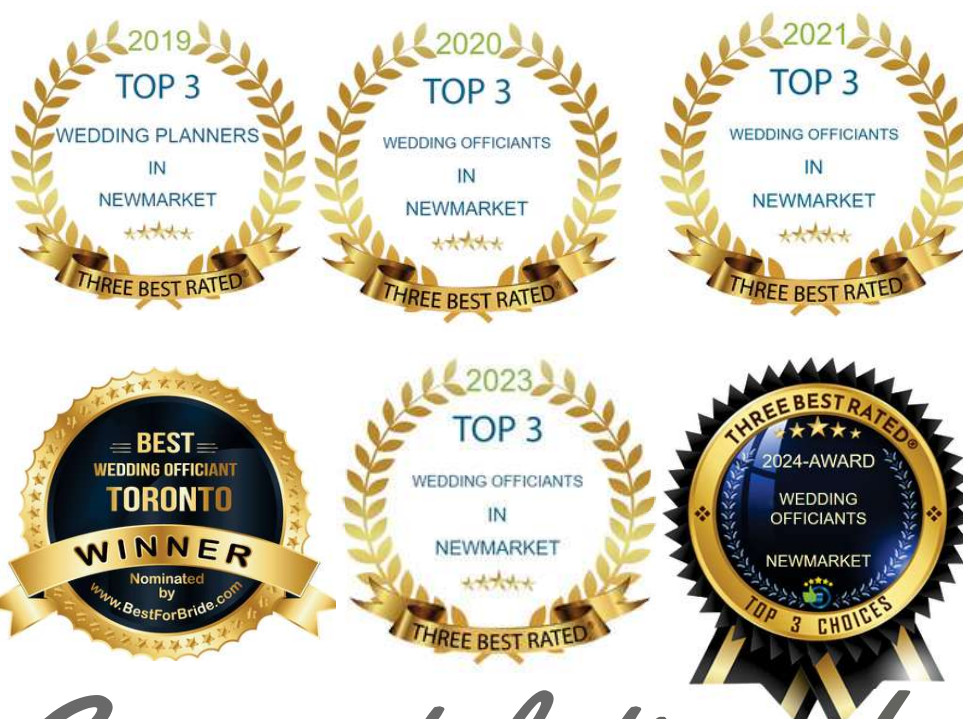 2019
TOP 3
WEDDING PLANNERS
IN
NEWMARKET
THREE BEST RATED®
2020
TOP 3
WEDDING OFFICIANTS
IN
NEWMARKET
THREE BEST RATED®
2021
TOP 3
WEDDING OFFICIANTS
IN
NEWMARKET
THREE BEST RATED®
BEST
WEDDING OFFICIANT
TORONTO
WINNER
Nominated
by
www.BestForBride.com
2023
TOP 3
WEDDING OFFICIANTS
IN
NEWMARKET
THREE BEST RATED®
THREE BEST RATED®
2024-AWARD
WEDDING
OFFICIANTS
NEWMARKET
TOP 3 CHOICES